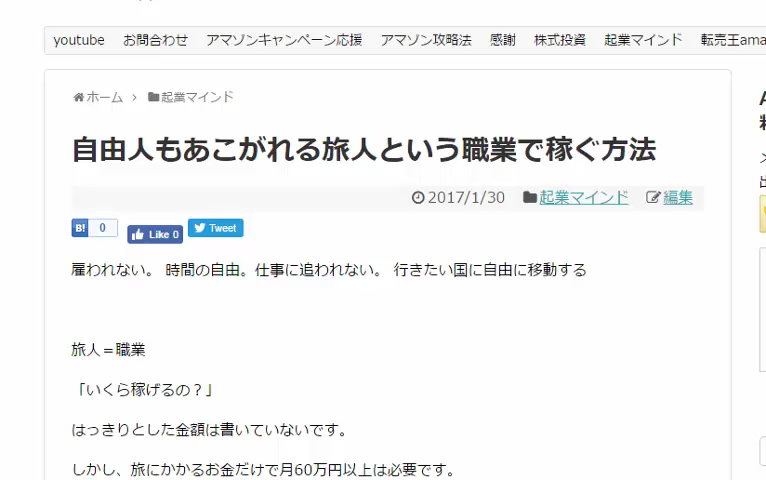 youtube お問合わせ アマゾンキャンペーン応援 アマゾン攻略法 感謝 株式投資 起業マインド 転売王ama
ホーム > 起業マインド
自由人もあこがれる旅人という職業で稼ぐ方法
2017/1/30 起業マインド 編集
B! 0 Like 0 Tweet
雇われない。 時間の自由。仕事に追われない。 行きたい国に自由に移動する
旅人＝職業
「いくら稼げるの？」
はっきりとした金額は書いていないです。
しかし、旅にかかるお金だけで月60万円以上は必要です。